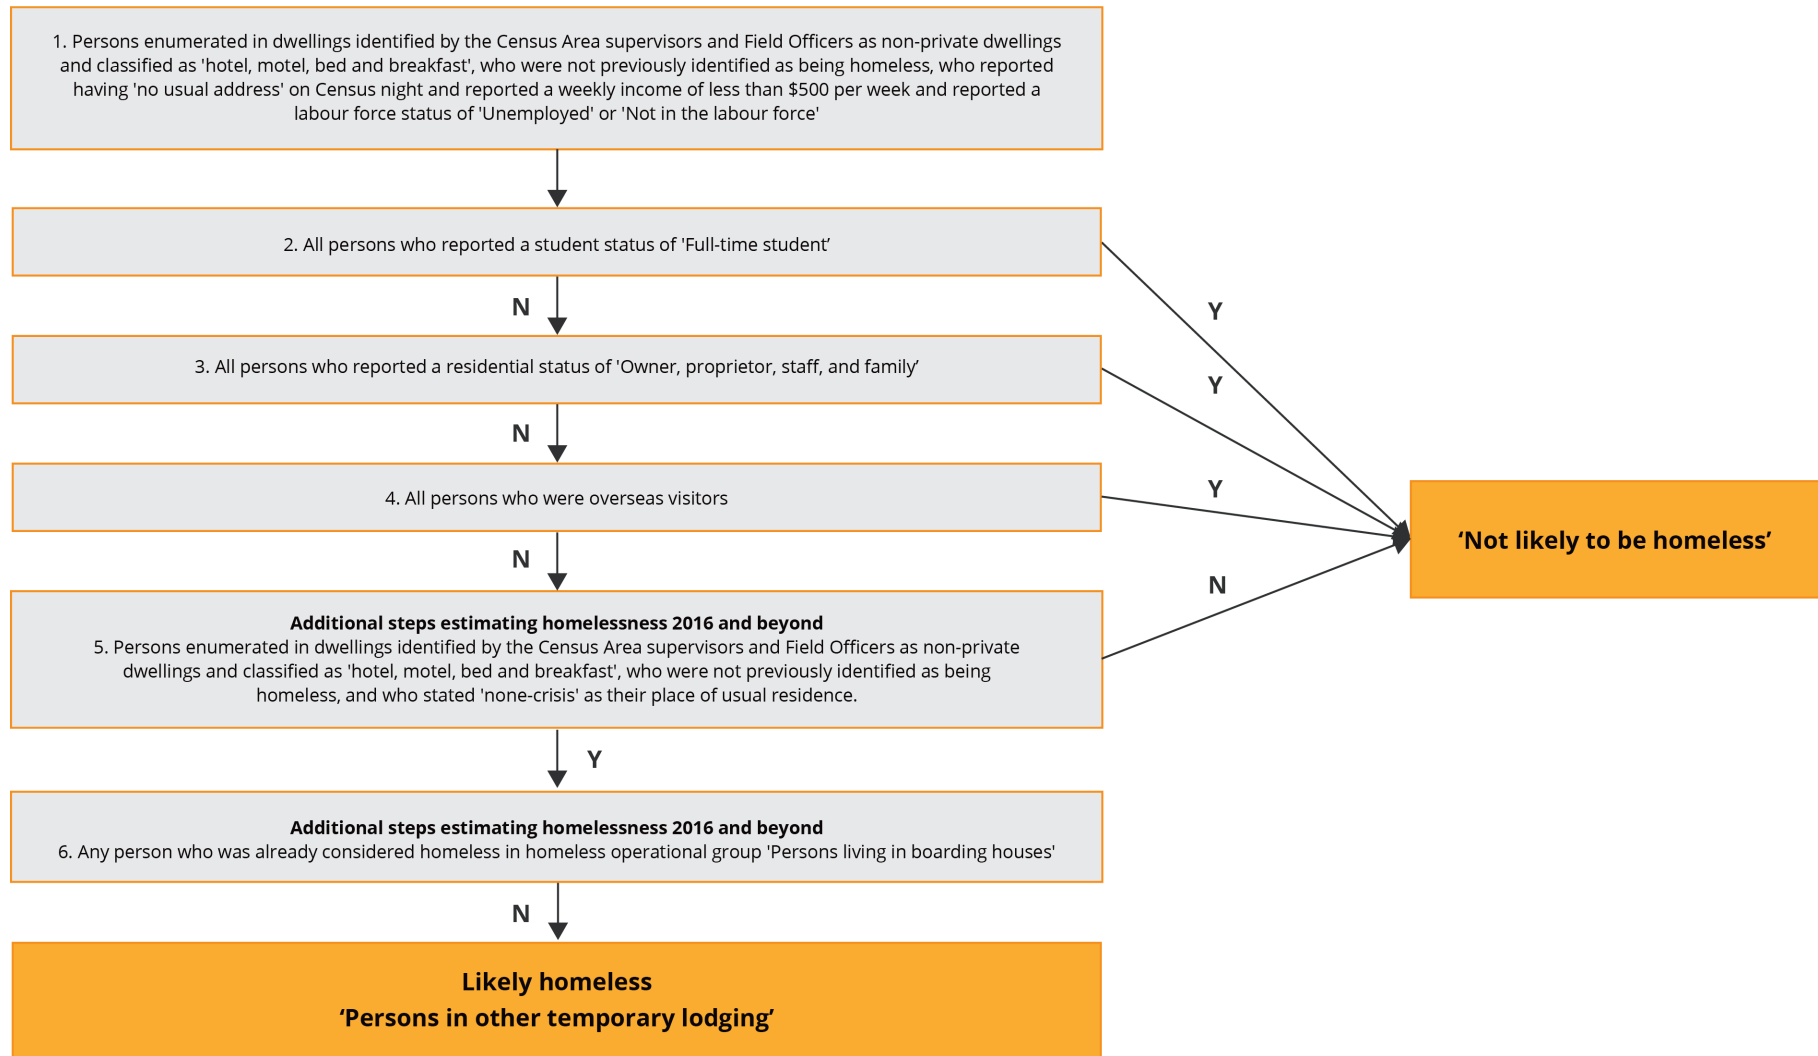 1. Persons enumerated in dwellings identified by the Census Area supervisors and Field Officers as non-private dwellings
and classified as 'hotel, motel, bed and breakfast', who were not previously identified as being homeless, who reported
having 'no usual address' on Census night and reported a weekly income of less than $500 per week and reported a
labour force status of 'Unemployed' or 'Not in the labour force'
2. All persons who reported a student status of 'Full-time student’
N
Y
3. All persons who reported a residential status of 'Owner, proprietor, staff, and family’
Y
N
4. All persons who were overseas visitors
Y
‘Not likely to be homeless’
N
N
Additional steps estimating homelessness 2016 and beyond
5. Persons enumerated in dwellings identified by the Census Area supervisors and Field Officers as non-private
dwellings and classified as 'hotel, motel, bed and breakfast', who were not previously identified as being
homeless, and who stated 'none-crisis' as their place of usual residence.
Y
Additional steps estimating homelessness 2016 and beyond
6. Any person who was already considered homeless in homeless operational group 'Persons living in boarding houses'
N
Likely homeless
‘Persons in other temporary lodging’